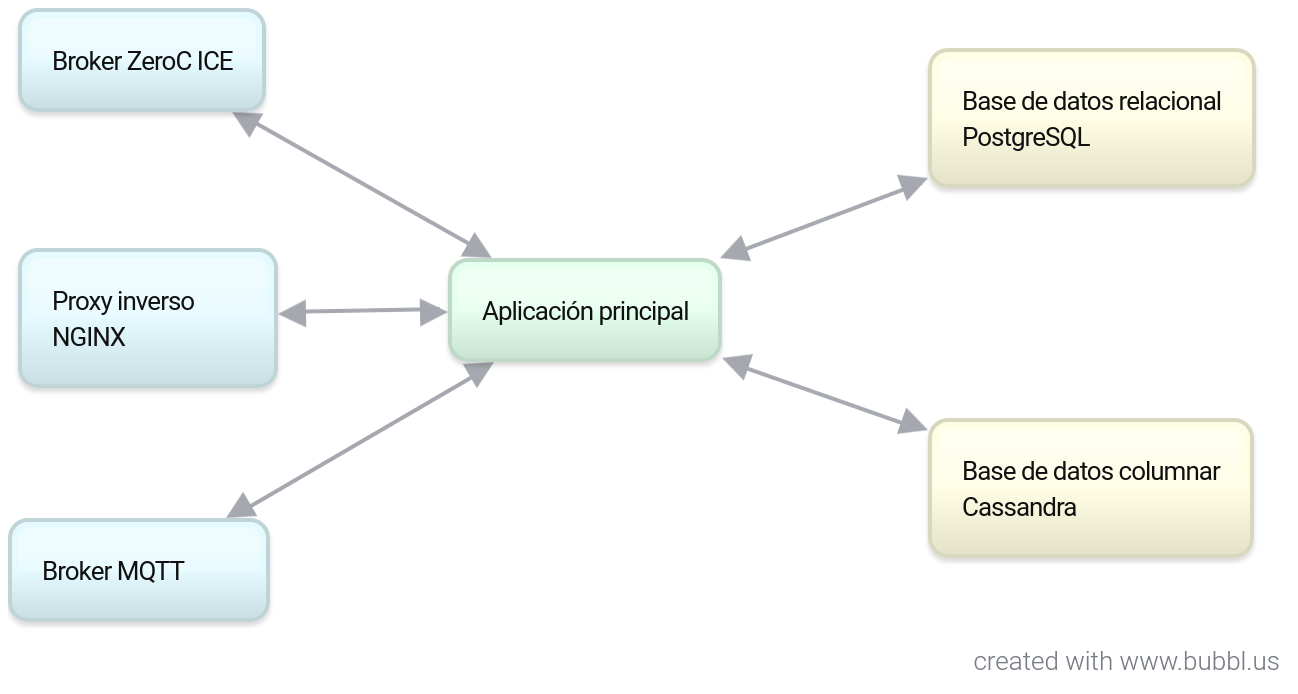 Broker ZeroC ICE
Base de datos relacional
PostgreSQL
Proxy inverso
NGINX
Aplicación principal
Base de datos columnar
Cassandra
Broker MQTT
created with www.bubbl.us